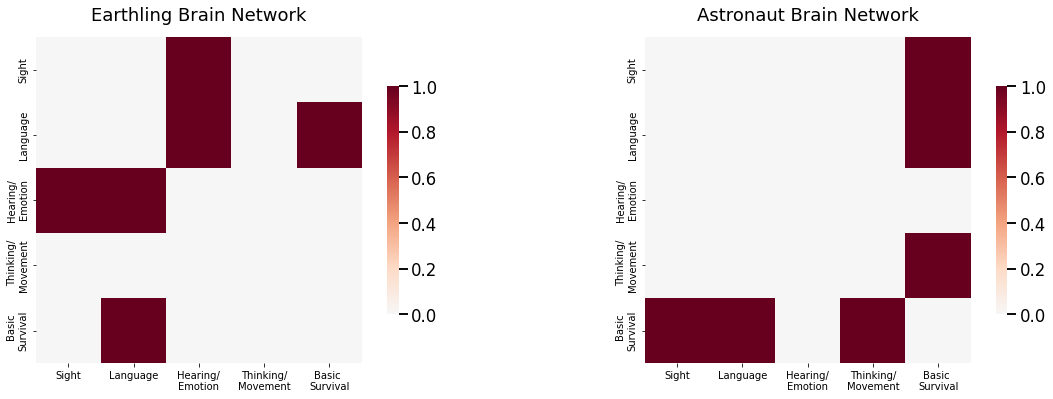 Earthling Brain Network
Astronaut Brain Network
Sight
Language
Hearing/
Emotion
Thinking/
Movement
Basic
Survival
Sight
Language
Hearing/
Emotion
Thinking/
Movement
Basic
Survival
1.0
0.8
0.6
0.4
0.2
0.0
Sight
Language
Hearing/
Emotion
Thinking/
Movement
Basic
Survival
Sight
Language
Hearing/
Emotion
Thinking/
Movement
Basic
Survival
1.0
0.8
0.6
0.4
0.2
0.0